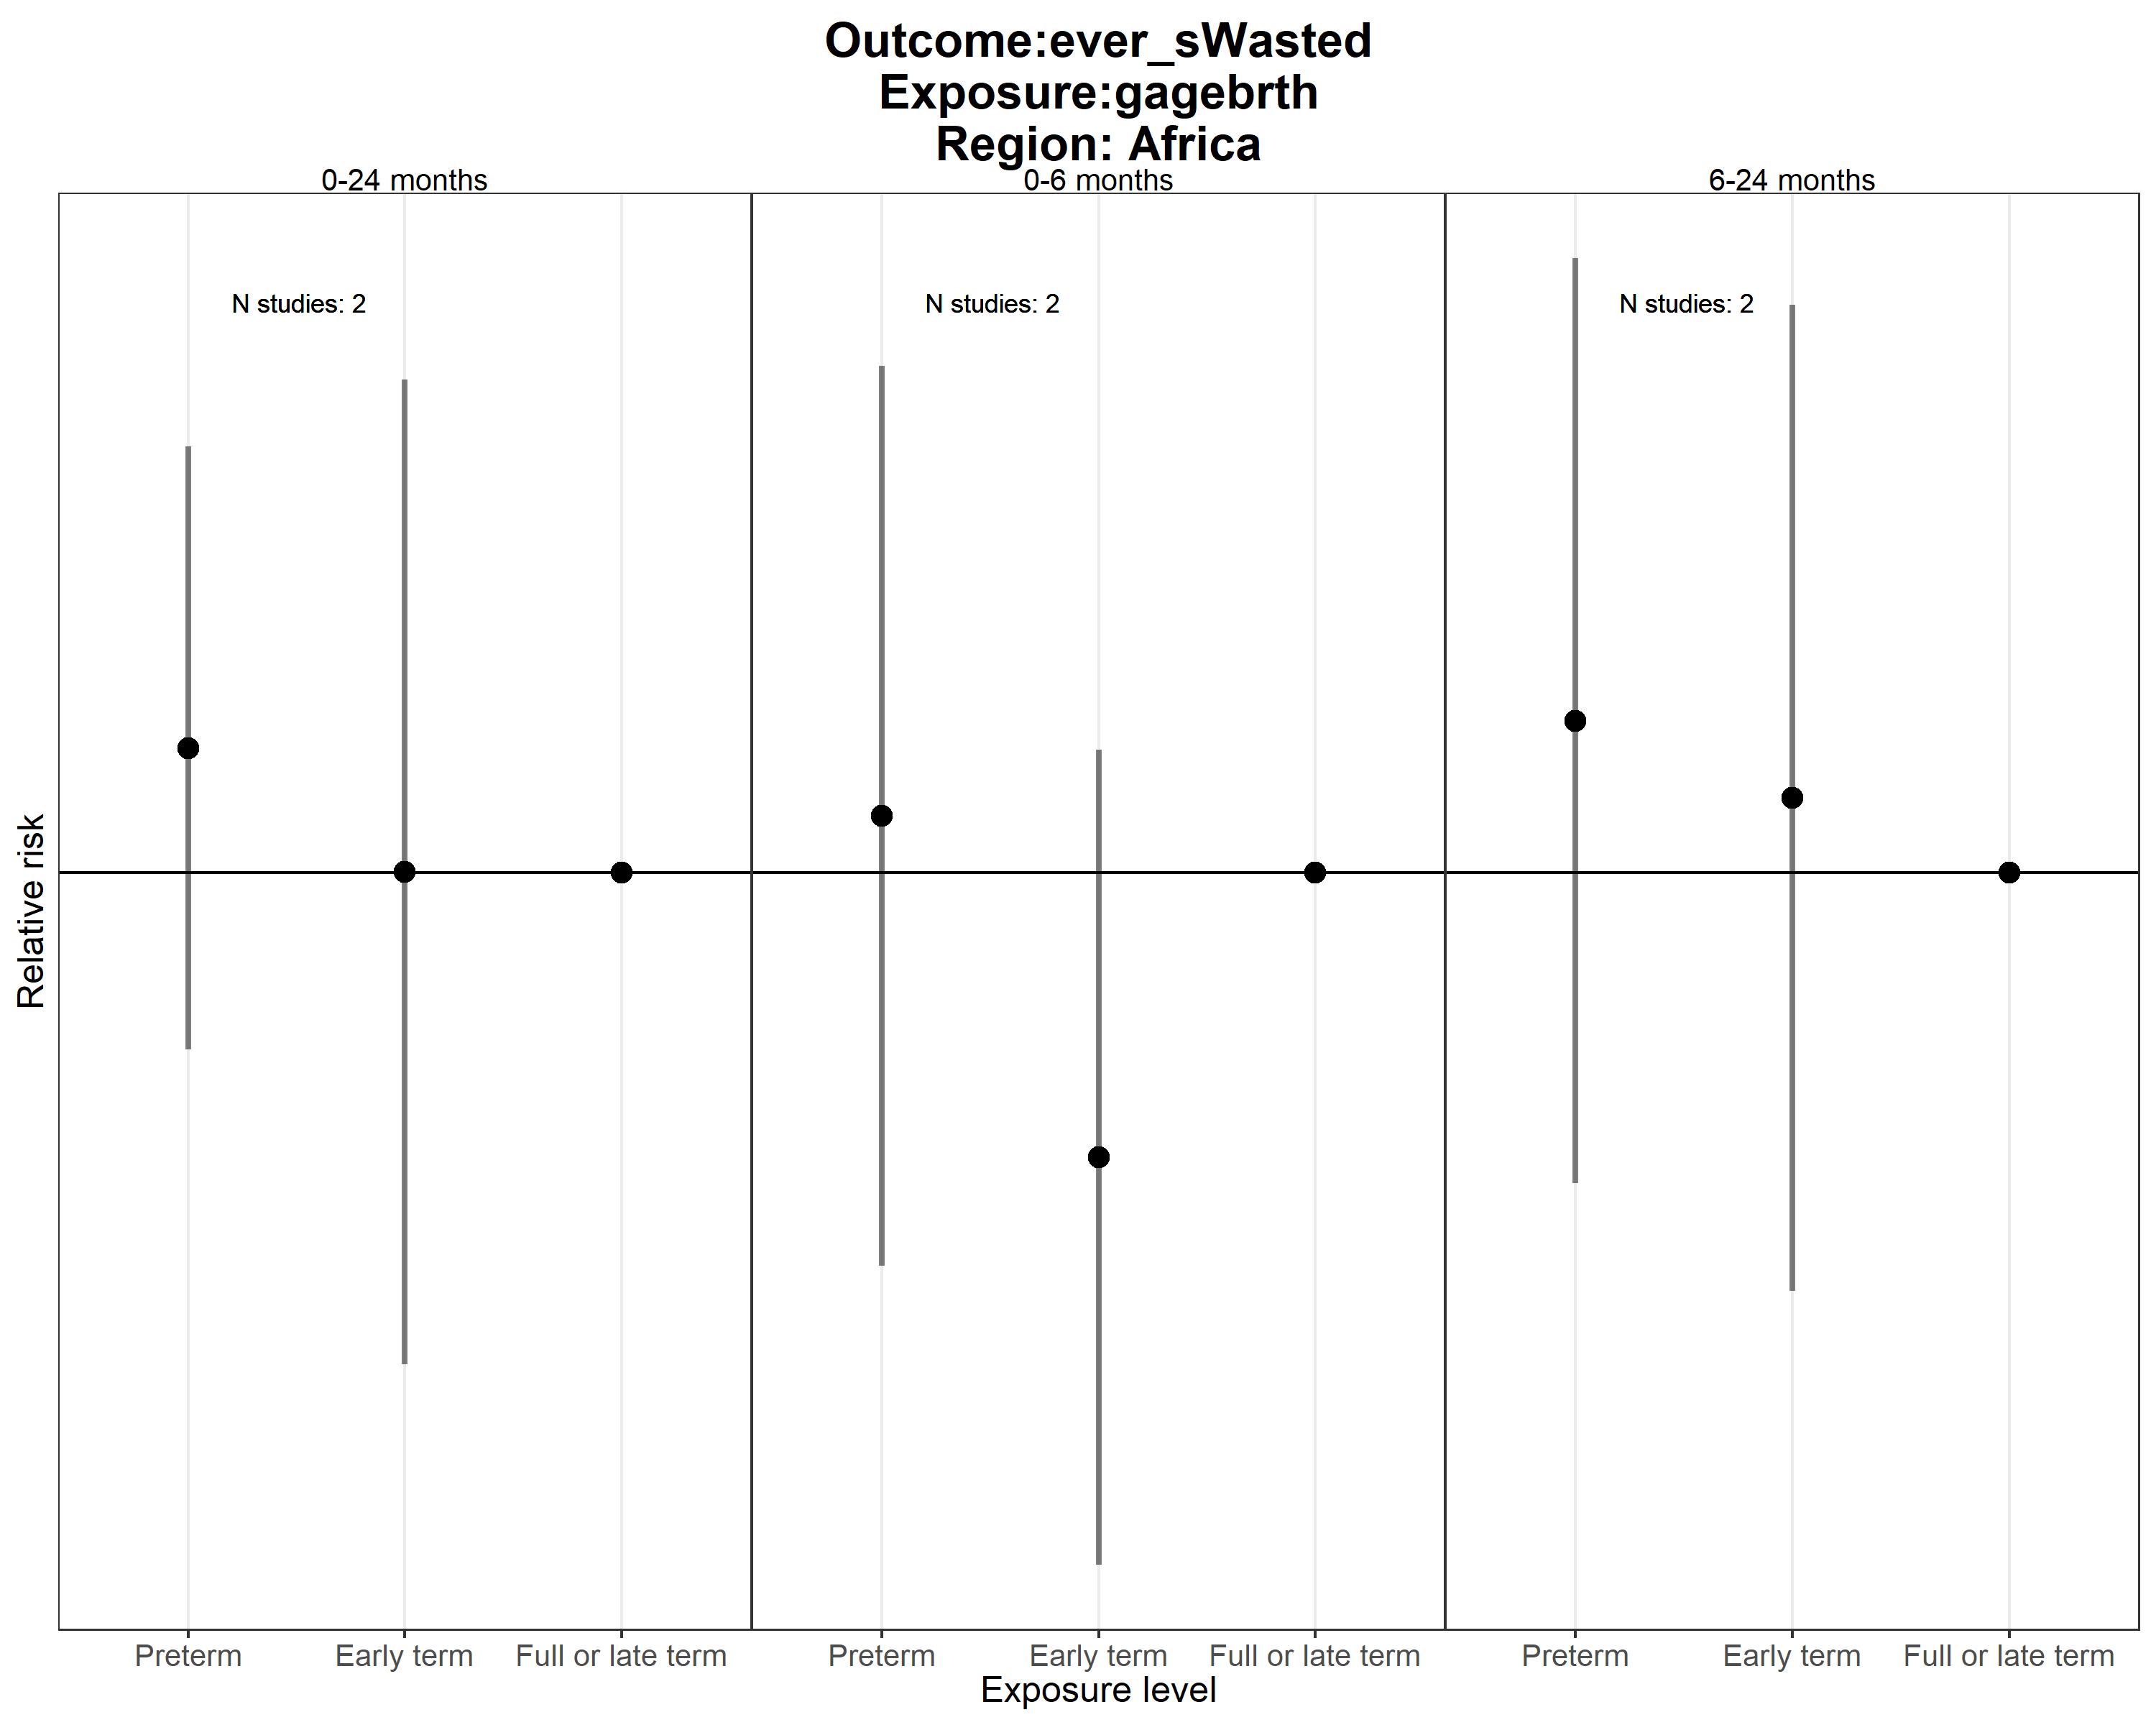 Outcome:ever_sWasted
Exposure:gagebrth
Region: Africa
0-24 months
0-6 months
6-24 months
N studies: 2
N studies: 2
N studies: 2
Relative risk
Preterm
Early term
Full or late term
Preterm
Early term
Full or late term
Preterm
Early term
Full or late term
Exposure level